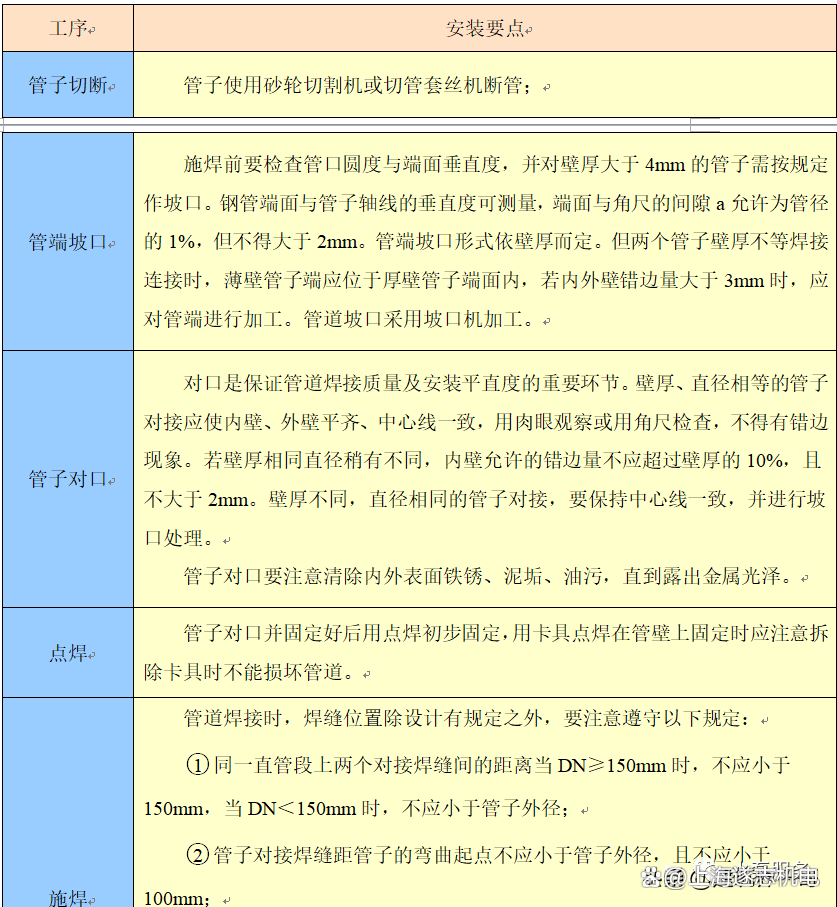 工序 安装要点
管子切断 管子使用砂轮切割机或切管套丝机断管；
施焊前要检查管口圆度与端面垂直度，并对壁厚大于 4mm 的管子需按规定
作坡口。钢管端面与管子轴线的垂直度可测量，端面与角尺的间隙 a 允许为管径
管端坡口 的 1%，但不得大于 2mm。管端坡口形式依壁厚而定。但两个管子壁厚不等焊接
连接时，薄壁管子端应位于厚壁管子端面内，若内外壁错边量大于 3mm 时，应
对管端进行加工。管道坡口采用坡口机加工。
对口是保证管道焊接质量及安装平直度的重要环节。壁厚、直径相等的管子
对接应使内壁、外壁平齐、中心线一致，用肉眼观察或用角尺检查，不得有错边
现象。若壁厚相同直径稍有不同，内壁允许的错边量不应超过壁厚的 10%，且
管子对口 不大于 2mm。壁厚不同，直径相同的管子对接，要保持中心线一致，并进行坡
口处理。
管子对口要注意清除内外表面铁锈、泥垢、油污，直到露出金属光泽。
管子对口并固定好后用点焊初步固定，用卡具点焊在管壁上固定时应注意拆
点焊 除卡具时不能损坏管道。
管道焊接时，焊缝位置除设计有规定之外，要注意遵守以下规定：
①同一直管段上两个对接焊缝间的距离当 DN≥150mm 时，不应小于
150mm，当 DN＜150mm 时，不应小于管子外径；
②管子对接焊缝距管子的弯曲起点不应小于管子外径，且不应小于
施焊 100mm；